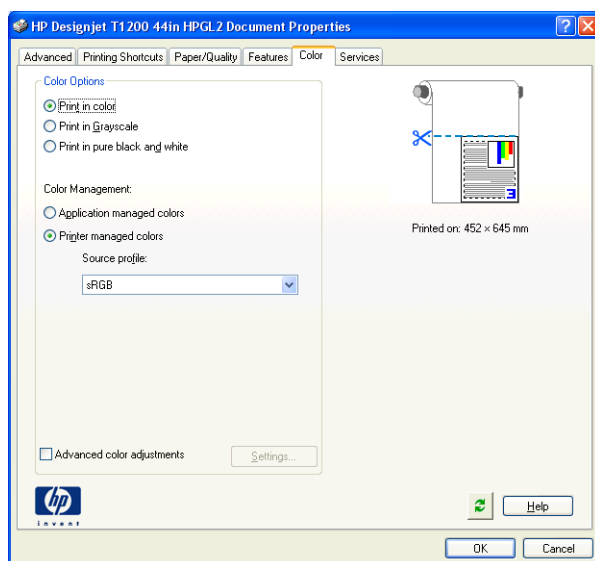 HP Designjet T1200 44in HPGL2 Document Properties
Advanced Printing Shortcuts Paper/Quality Features Color Services
Color Options
Print in color
Print in Grayscale
Print in pure black and white
Color Management:
Application managed colors
Printer managed colors
Source profile:
sRGB
Printed on: 452 × 645 mm
Advanced color adjustments
Settings...
hp
invent
Help
OK Cancel